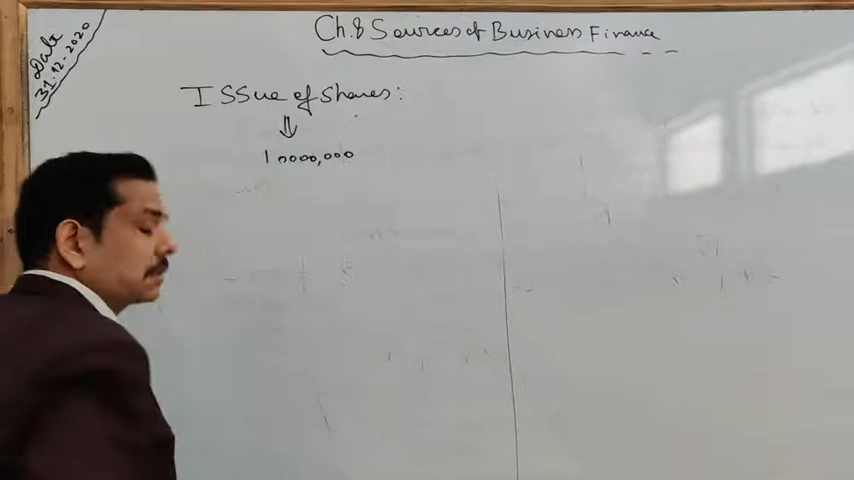 Date
31.12.2020
Ch.8 Sources of Business Finance
Issue of Shares:
⇓
10000,000